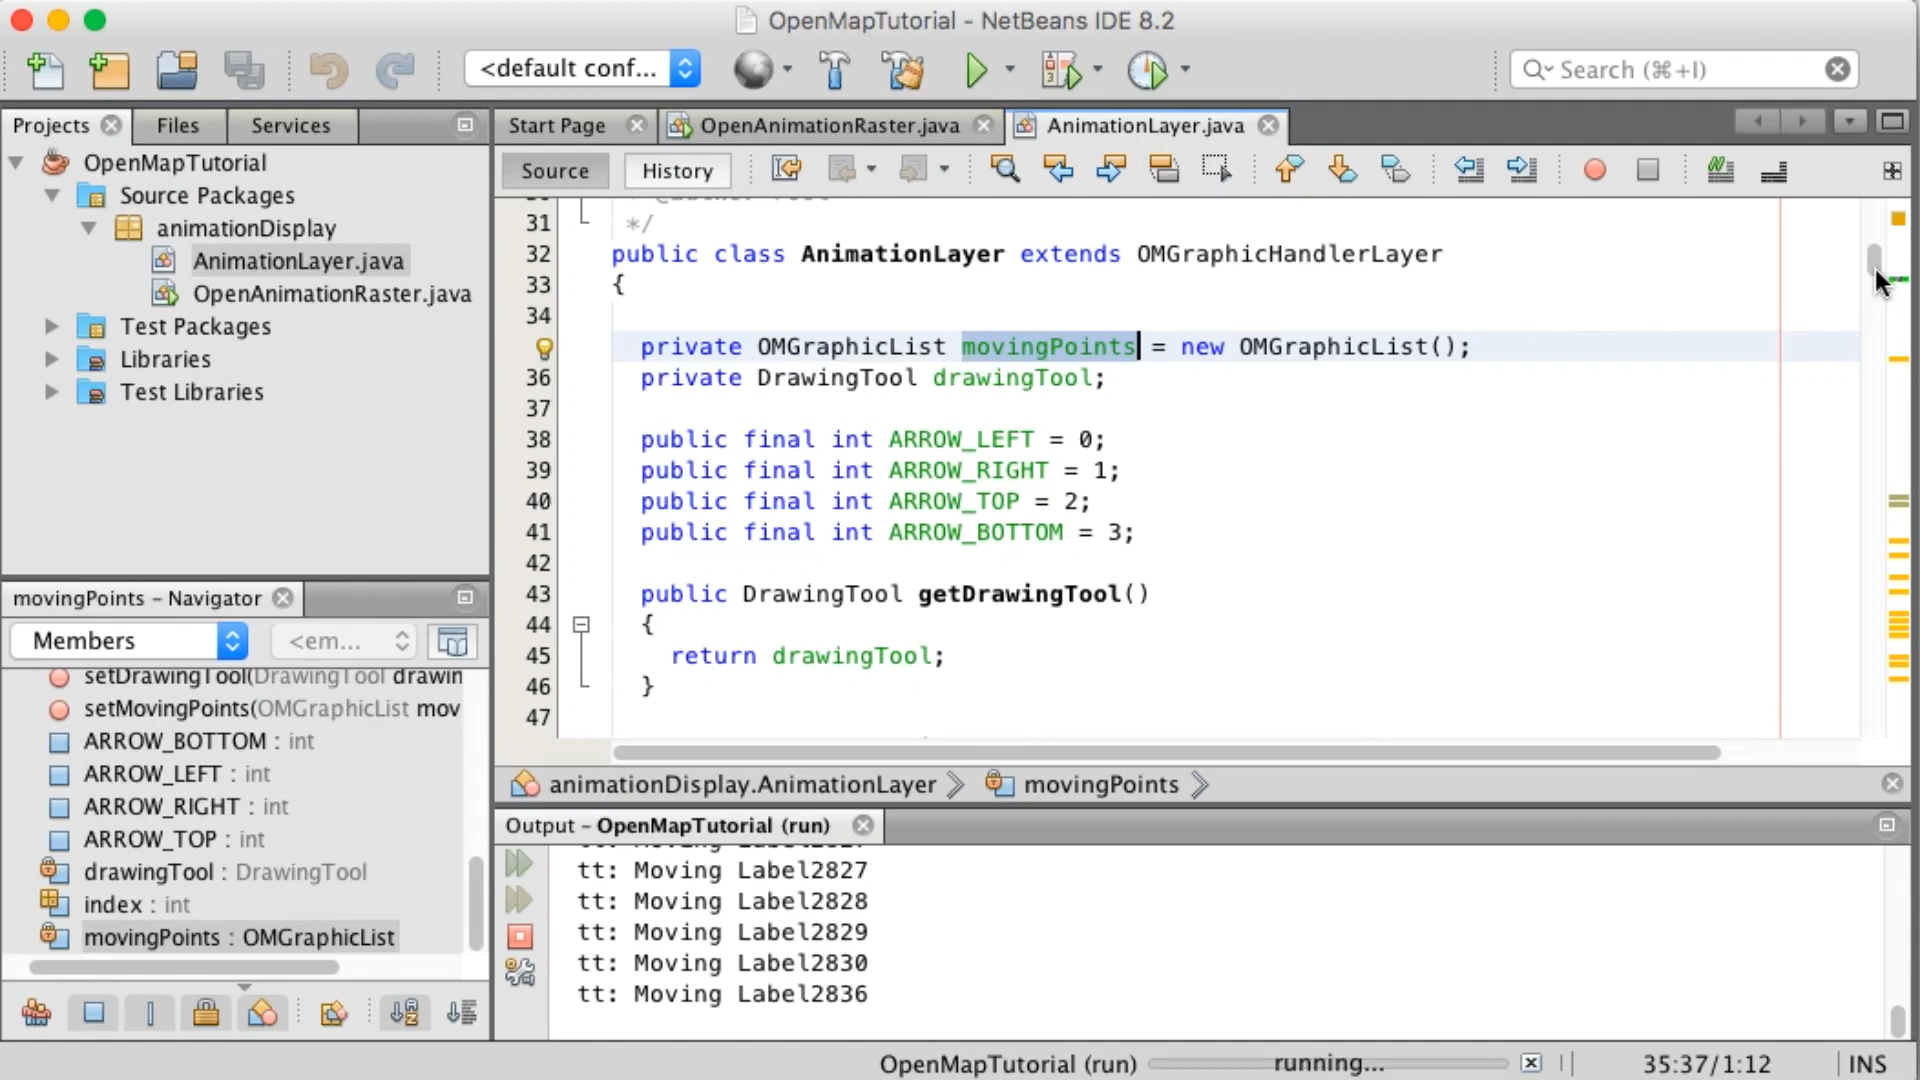 OpenMapTutorial - NetBeans IDE 8.2
<default conf...
Search (⌘+I)
Projects
Files
Services
Start Page
OpenAnimationRaster.java
AnimationLayer.java
OpenMapTutorial
Source Packages
animationDisplay
AnimationLayer.java
OpenAnimationRaster.java
Test Packages
Libraries
Test Libraries
Source
History
31 */
32 public class AnimationLayer extends OMGraphicHandlerLayer
33 {
34
private OMGraphicList movingPoints = new OMGraphicList();
36 private DrawingTool drawingTool;
37
38 public final int ARROW_LEFT = 0;
39 public final int ARROW_RIGHT = 1;
40 public final int ARROW_TOP = 2;
41 public final int ARROW_BOTTOM = 3;
42
43 public DrawingTool getDrawingTool()
44 {
45 return drawingTool;
46 }
47
animationDisplay.AnimationLayer
movingPoints
movingPoints - Navigator
Members
<em...
setDrawingTool(DrawingTool drawin
setMovingPoints(OMGraphicList mov
ARROW_BOTTOM : int
ARROW_LEFT : int
ARROW_RIGHT : int
ARROW_TOP : int
drawingTool : DrawingTool
index : int
movingPoints : OMGraphicList
Output - OpenMapTutorial (run)
tt: Moving Label2827
tt: Moving Label2828
tt: Moving Label2829
tt: Moving Label2830
tt: Moving Label2836
OpenMapTutorial (run)
running...
35:37/1:12
INS